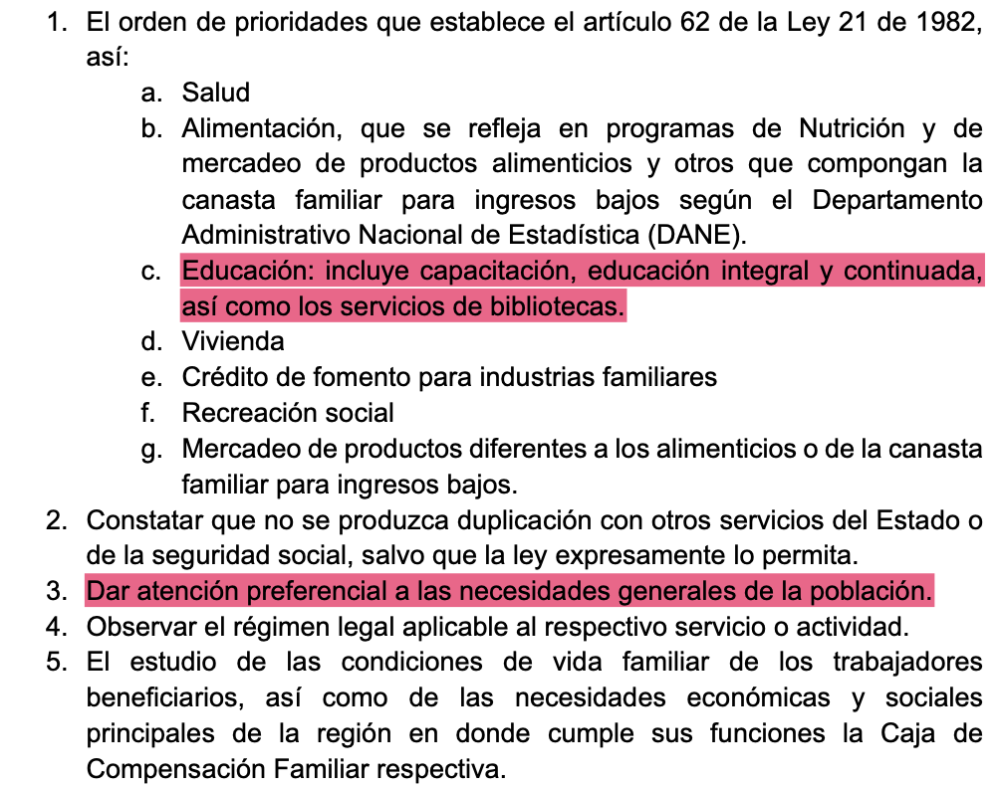 1. El orden de prioridades que establece el artículo 62 de la Ley 21 de 1982,
así:
a. Salud
b. Alimentación, que se refleja en programas de Nutrición y de
mercadeo de productos alimenticios y otros que compongan la
canasta familiar para ingresos bajos según el Departamento
Administrativo Nacional de Estadística (DANE).
c. Educación: incluye capacitación, educación integral y continuada,
así como los servicios de bibliotecas.
d. Vivienda
e. Crédito de fomento para industrias familiares
f. Recreación social
g. Mercadeo de productos diferentes a los alimenticios o de la canasta
familiar para ingresos bajos.
2. Constatar que no se produzca duplicación con otros servicios del Estado o
de la seguridad social, salvo que la ley expresamente lo permita.
3. Dar atención preferencial a las necesidades generales de la población.
4. Observar el régimen legal aplicable al respectivo servicio o actividad.
5. El estudio de las condiciones de vida familiar de los trabajadores
beneficiarios, así como de las necesidades económicas y sociales
principales de la región en donde cumple sus funciones la Caja de
Compensación Familiar respectiva.